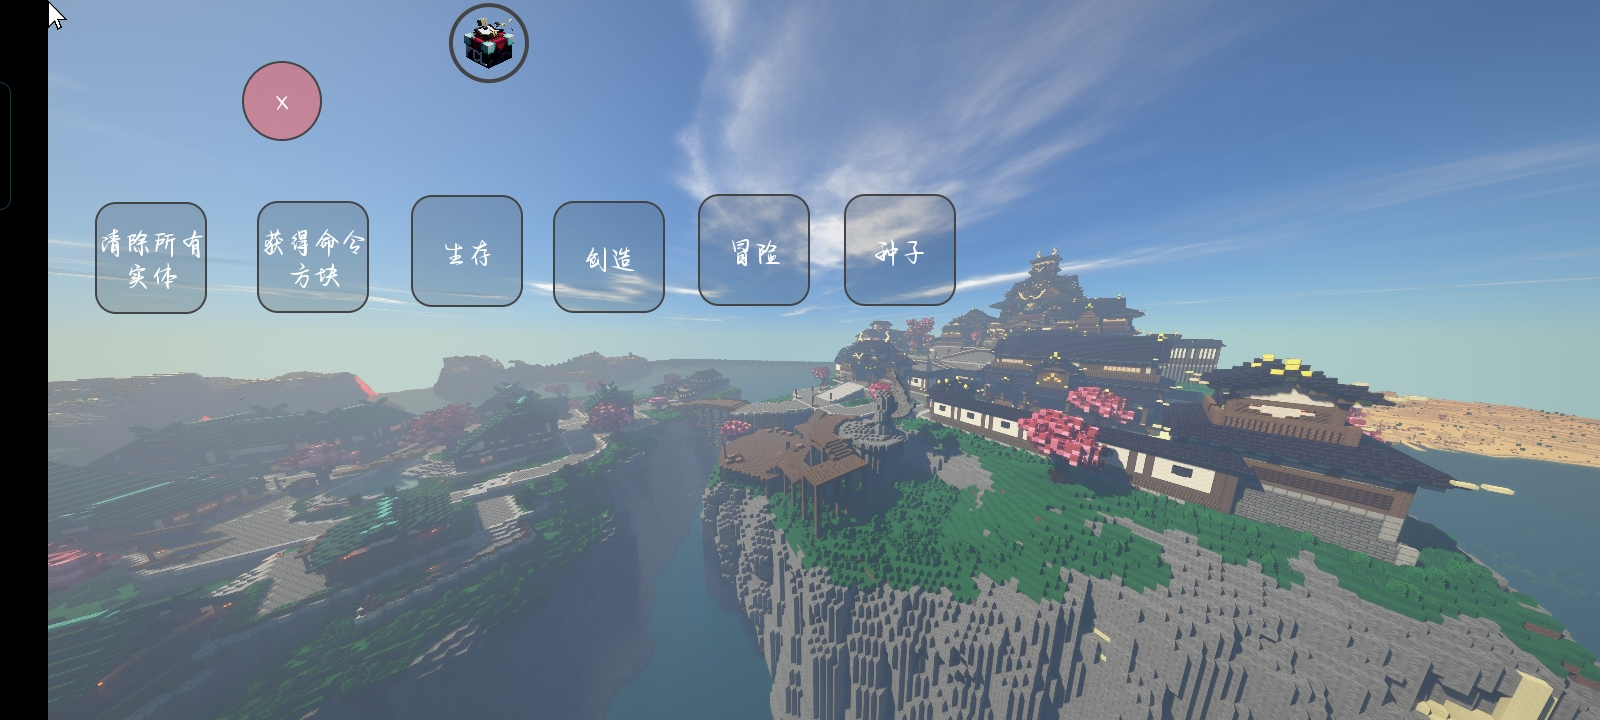 x
清除所有
实体
获得命令
方块
生存
创造
冒险
种子